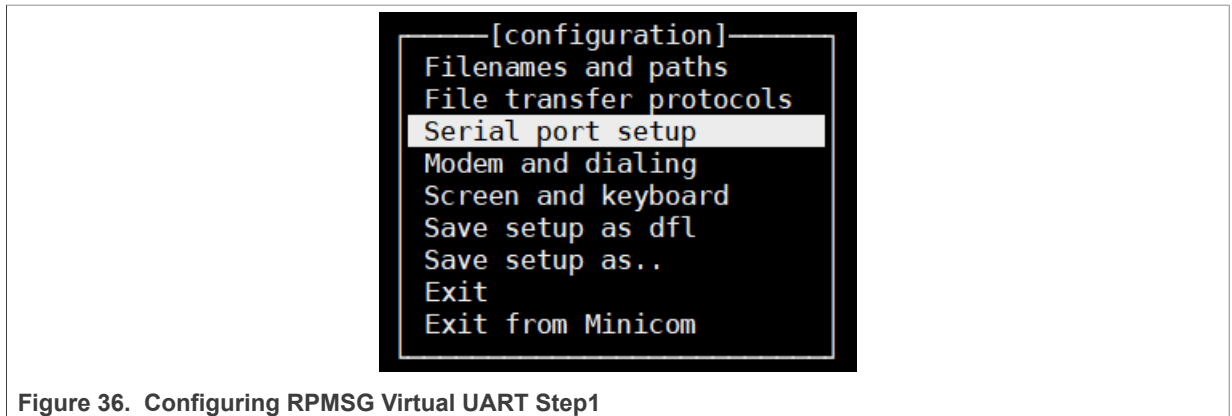 [configuration]
Filenames and paths
File transfer protocols
Serial port setup
Modem and dialing
Screen and keyboard
Save setup as dfl
Save setup as..
Exit
Exit from Minicom
Figure 36. Configuring RPMSG Virtual UART Step1